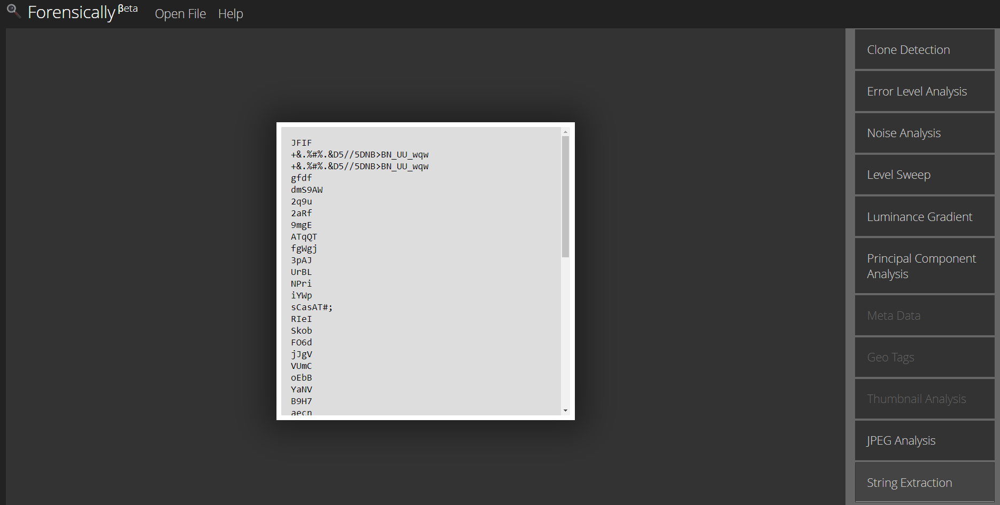 Forensically βeta Open File Help
JFIF
+&.%#%.&D5//5DNB>BN_UU_wqw
+&.%#%.&D5//5DNB>BN_UU_wqw
gfdf
dmS9AW
2q9u
2aRf
9mgE
ATqQT
fgWgj
3pAJ
UrBL
NPri
iYWp
sCasAT#;
RIeI
Skob
FO6d
jJgV
VUmC
oEbB
YaNV
B9H7
aecn
Clone Detection
Error Level Analysis
Noise Analysis
Level Sweep
Luminance Gradient
Principal Component
Analysis
Meta Data
Geo Tags
Thumbnail Analysis
JPEG Analysis
String Extraction